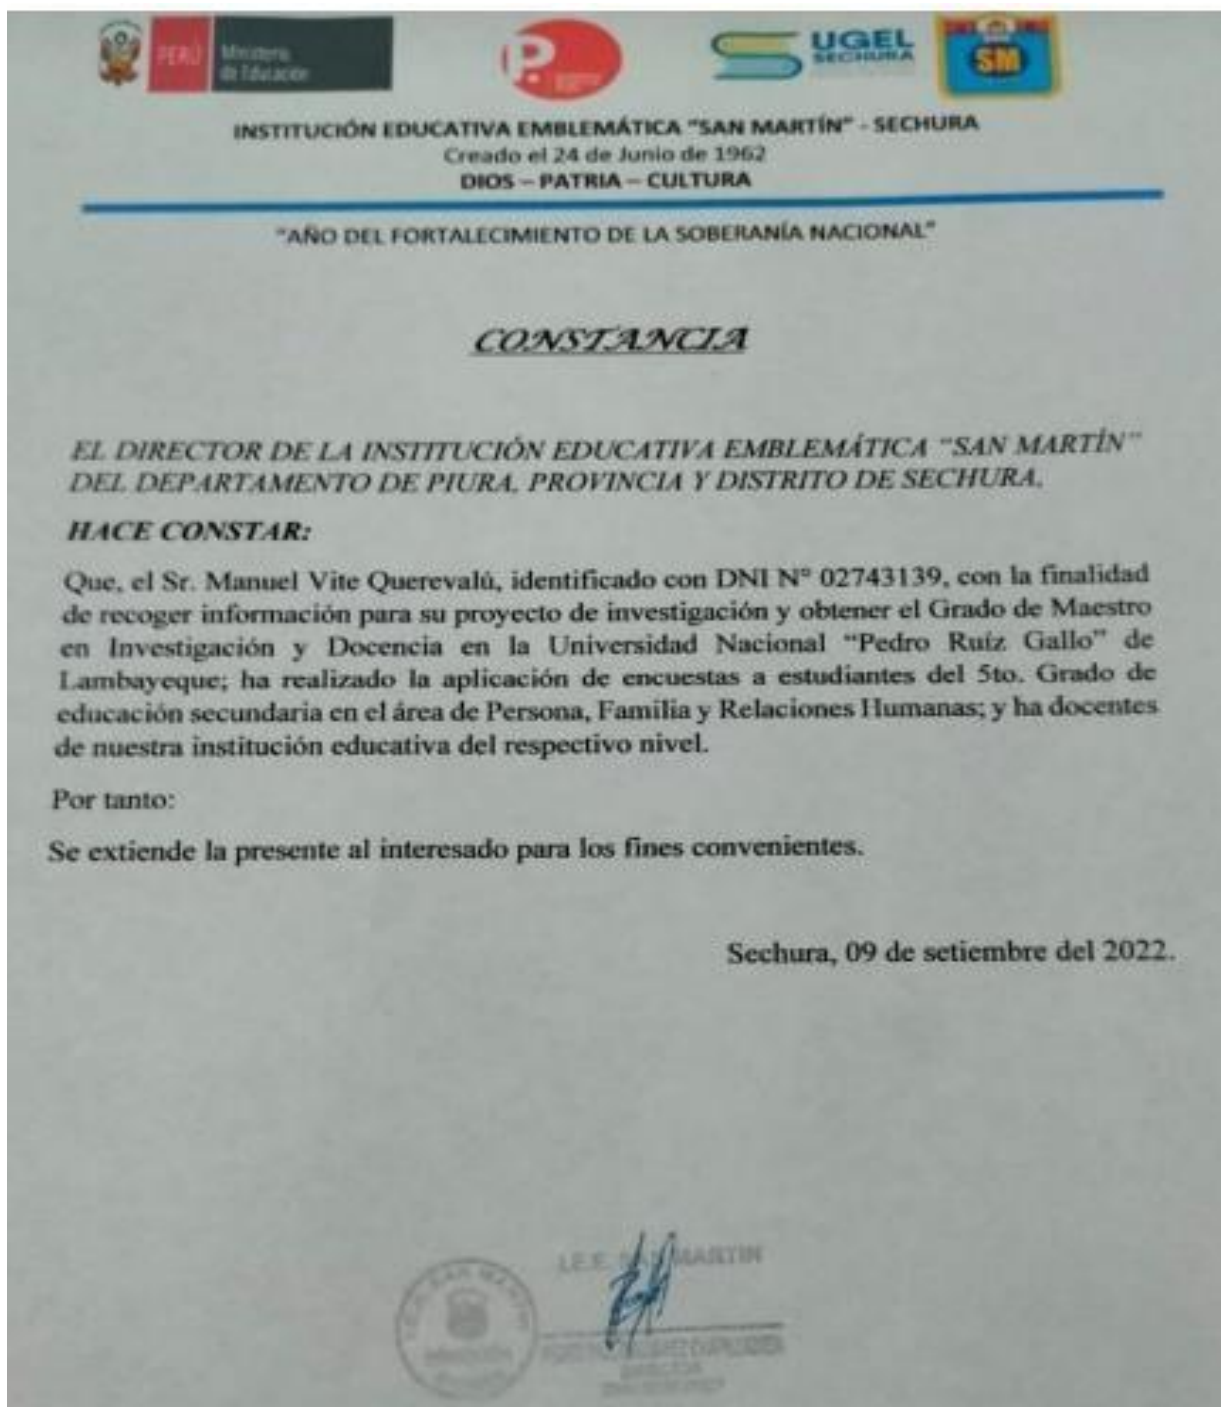 PERÚ
Ministerio
de Educación
P.
UGEL
SECHURA
SM
INSTITUCIÓN EDUCATIVA EMBLEMÁTICA "SAN MARTÍN" - SECHURA
Creado el 24 de Junio de 1962
DIOS – PATRIA – CULTURA
"AÑO DEL FORTALECIMIENTO DE LA SOBERANÍA NACIONAL"
CONSTANCIA
EL DIRECTOR DE LA INSTITUCIÓN EDUCATIVA EMBLEMÁTICA "SAN MARTÍN"
DEL DEPARTAMENTO DE PIURA, PROVINCIA Y DISTRITO DE SECHURA,
HACE CONSTAR:
Que, el Sr. Manuel Vite Querevalú, identificado con DNI N° 02743139, con la finalidad
de recoger información para su proyecto de investigación y obtener el Grado de Maestro
en Investigación y Docencia en la Universidad Nacional "Pedro Ruíz Gallo" de
Lambayeque; ha realizado la aplicación de encuestas a estudiantes del 5to. Grado de
educación secundaria en el área de Persona, Familia y Relaciones Humanas; y ha docentes
de nuestra institución educativa del respectivo nivel.
Por tanto:
Se extiende la presente al interesado para los fines convenientes.
Sechura, 09 de setiembre del 2022.
I.E.E. SAN MARTIN